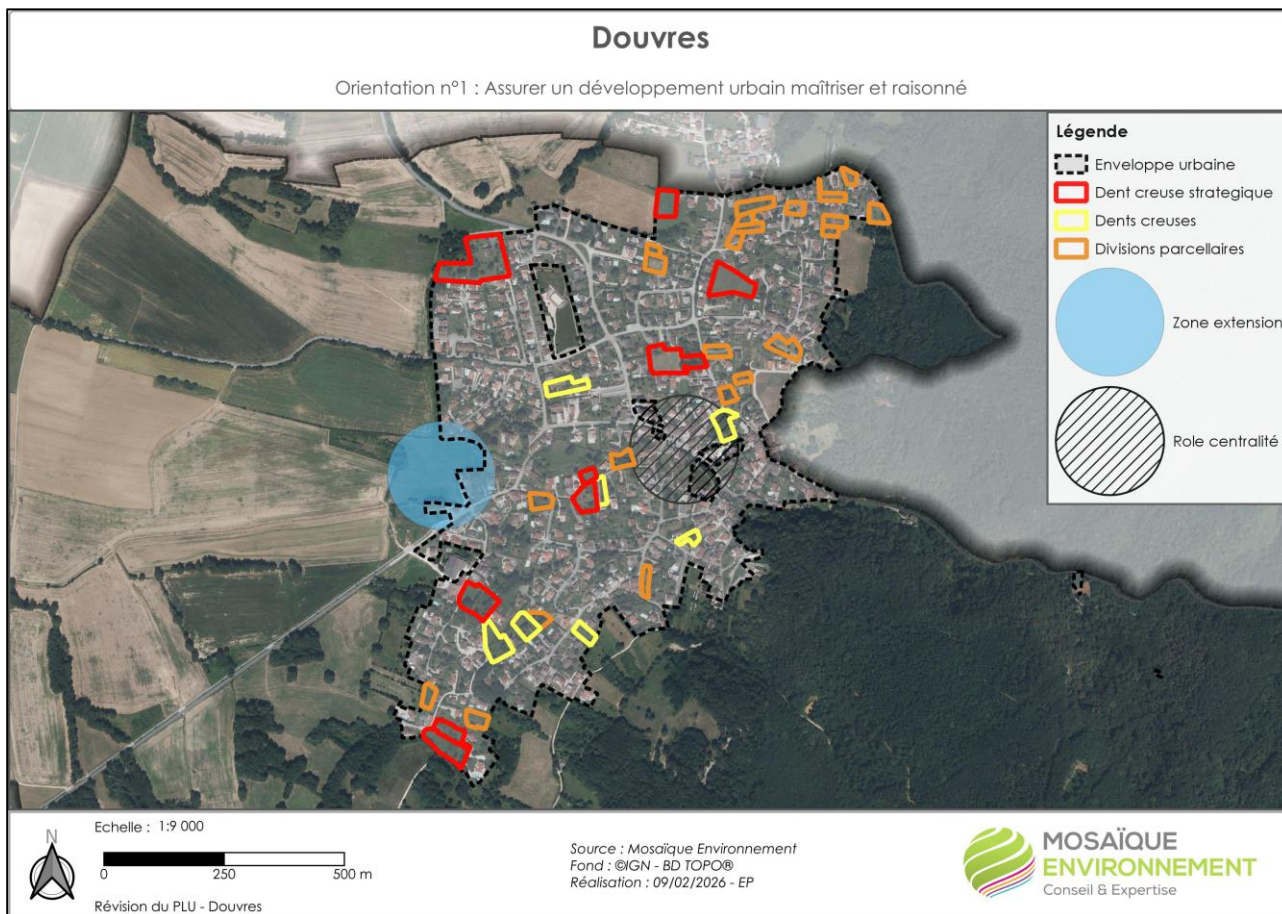 Douvres
Orientation n°1 : Assurer un développement urbain maîtriser et raisonné
Légende
Enveloppe urbaine
Dent creuse strategique
Dents creuses
Divisions parcellaires
Zone extension
Role centralité
N
Echelle : 1:9 000
0 250 500 m
Révision du PLU - Douvres
Source : Mosaïque Environnement
Fond : ©IGN - BD TOPO®
Réalisation : 09/02/2026 - EP
MOSAÏQUE
ENVIRONNEMENT
Conseil & Expertise